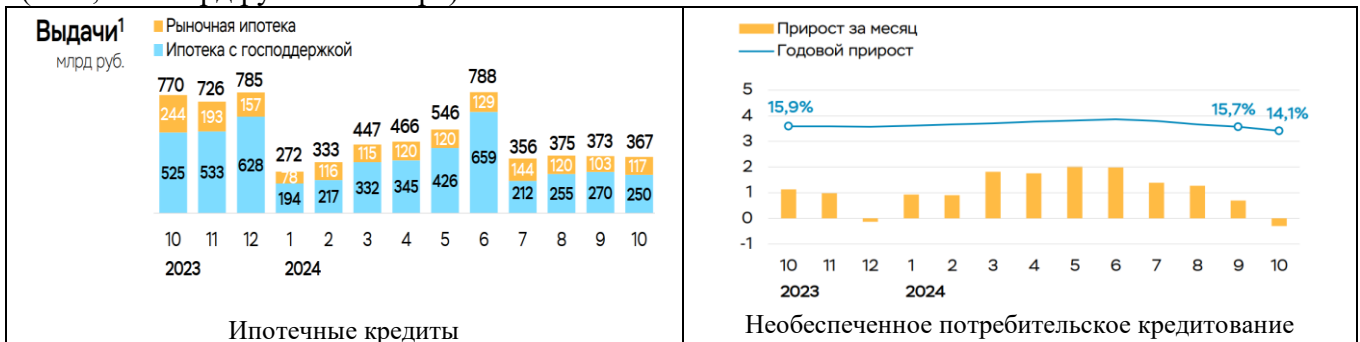 Выдачи¹
млрд руб.
Рыночная ипотека
Ипотека с господдержкой
770 726 785 272 333 447 466 546 788 356 375 373 367
244 193 157 78 116 115 120 120 129 144 120 103 117
525 533 628 194 217 332 345 426 659 212 255 270 250
10 11 12 1 2 3 4 5 6 7 8 9 10
2023 2024
Ипотечные кредиты
Прирост за месяц
Годовой прирост
5
4
3
2
1
0
-1
15,9% 15,7% 14,1%
10 11 12 1 2 3 4 5 6 7 8 9 10
2023 2024
Необеспеченное потребительское кредитование